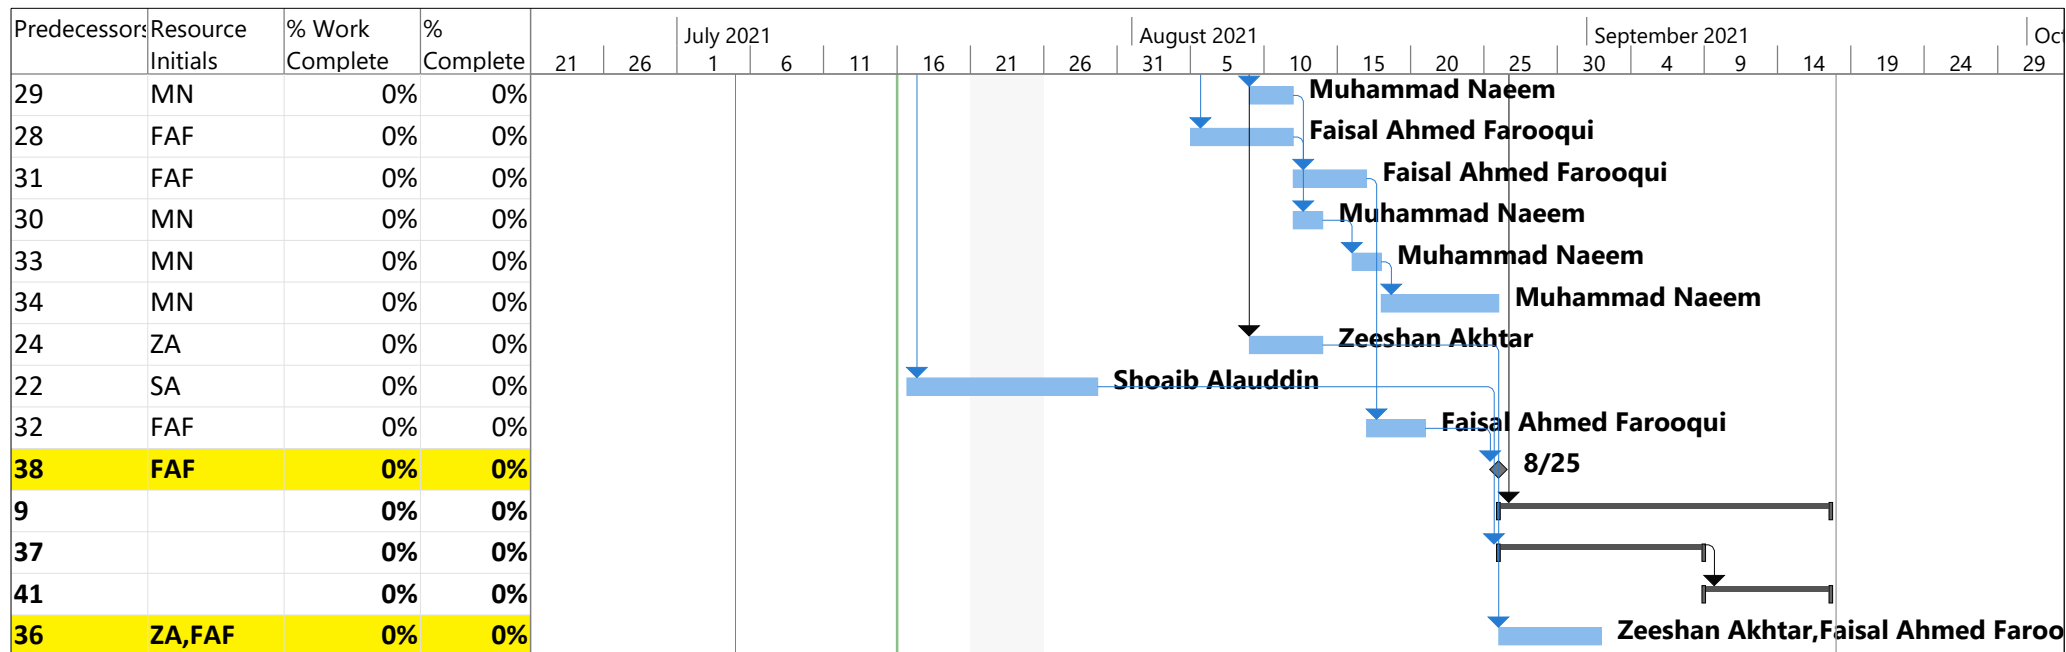 Predecessors Resource Initials % Work Complete % Complete
July 2021 August 2021 September 2021 Oct
21 26 1 6 11 16 21 26 31 5 10 15 20 25 30 4 9 14 19 24 29
29 MN 0% 0% Muhammad Naeem
28 FAF 0% 0% Faisal Ahmed Farooqui
31 FAF 0% 0% Faisal Ahmed Farooqui
30 MN 0% 0% Muhammad Naeem
33 MN 0% 0% Muhammad Naeem
34 MN 0% 0% Muhammad Naeem
24 ZA 0% 0% Zeeshan Akhtar
22 SA 0% 0% Shoaib Alauddin
32 FAF 0% 0% Faisal Ahmed Farooqui
38 FAF 0% 0% 8/25
9 0% 0%
37 0% 0%
41 0% 0%
36 ZA,FAF 0% 0% Zeeshan Akhtar,Faisal Ahmed Faroo